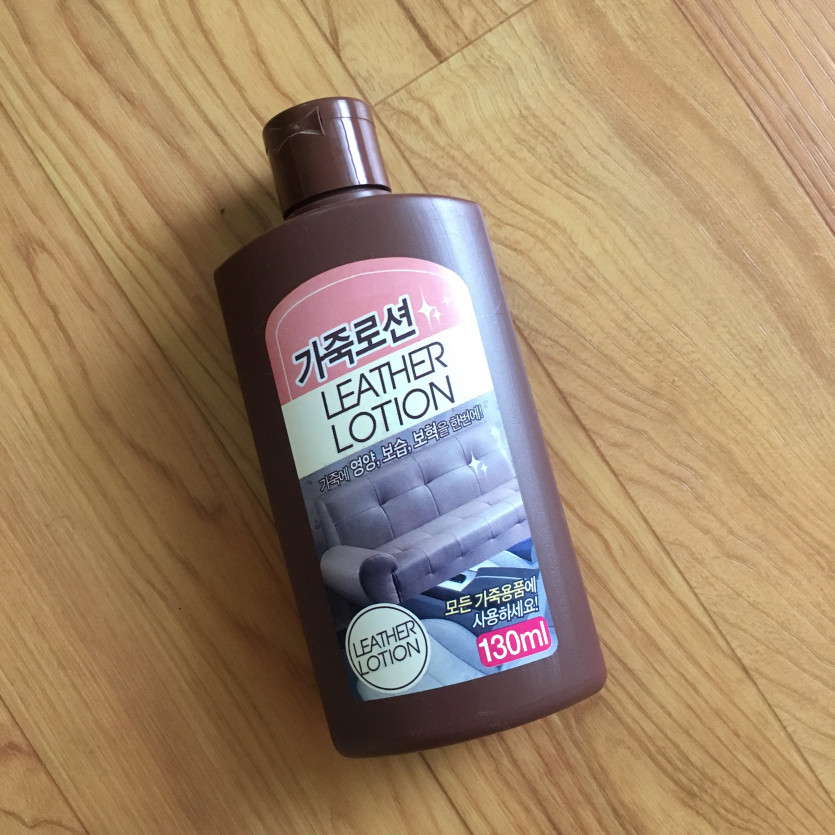 가죽로션
LEATHER
LOTION
가죽에 영양, 보습, 보혁을 한번에!
모든 가죽용품에
사용하세요!
130ml
LEATHER
LOTION